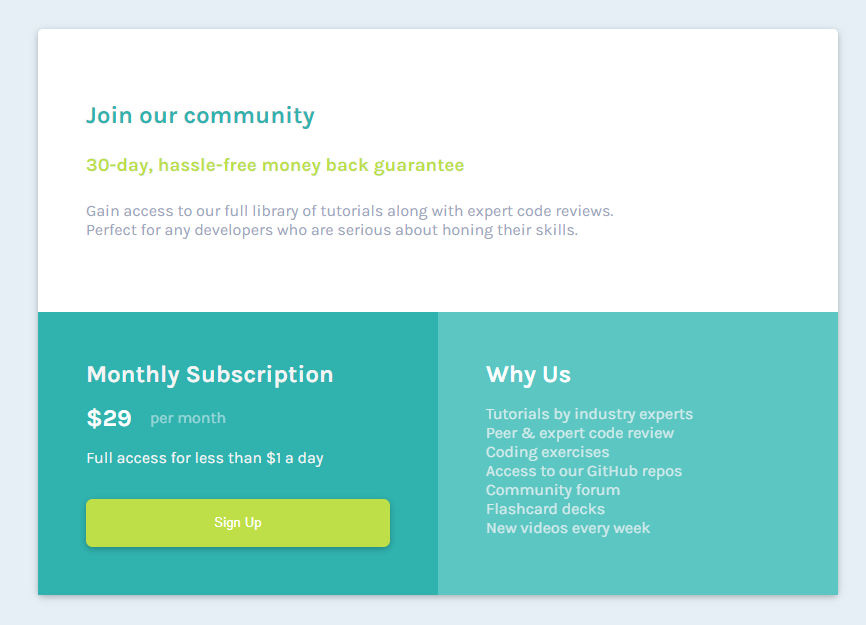 Join our community
30-day, hassle-free money back guarantee
Gain access to our full library of tutorials along with expert code reviews.
Perfect for any developers who are serious about honing their skills.
Monthly Subscription
$29 per month
Full access for less than $1 a day
Sign Up
Why Us
Tutorials by industry experts
Peer & expert code review
Coding exercises
Access to our GitHub repos
Community forum
Flashcard decks
New videos every week